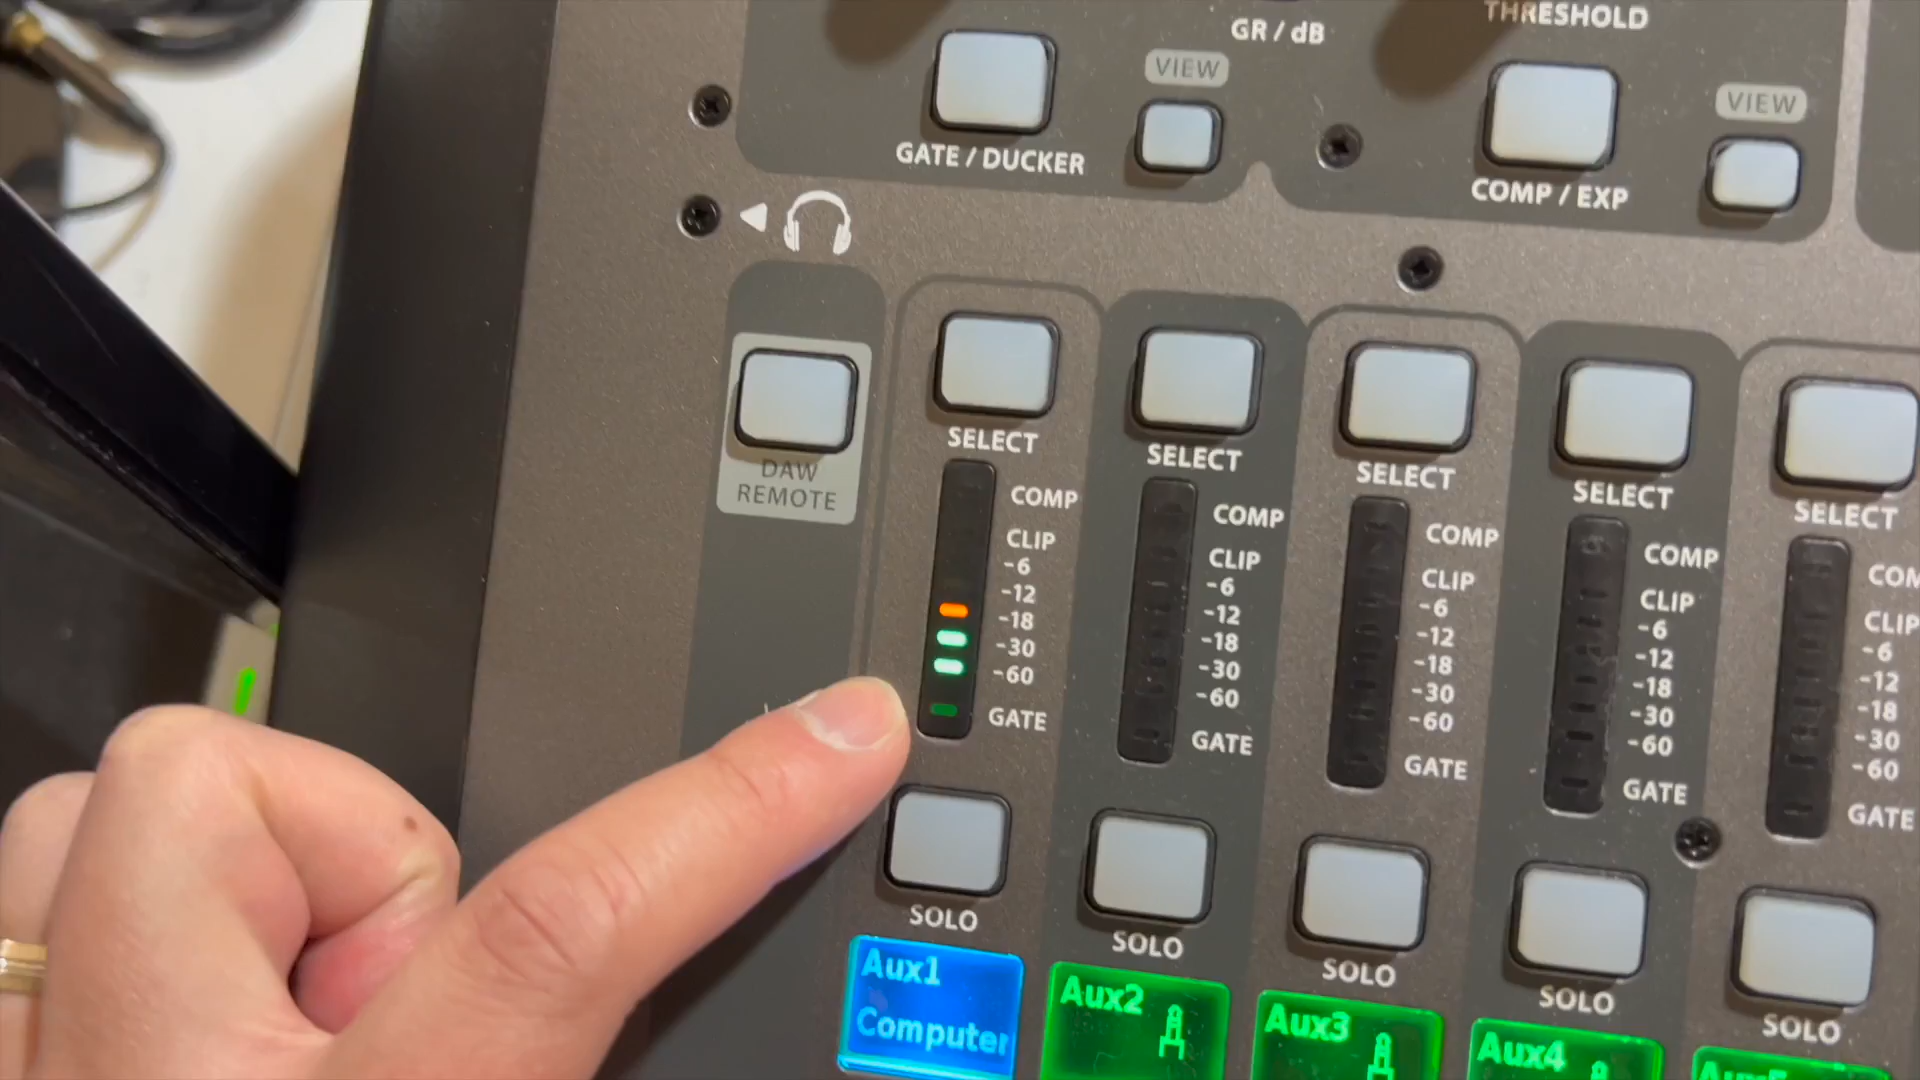 GR / dB
THRESHOLD
VIEW
VIEW
GATE / DUCKER
COMP / EXP
DAW
REMOTE
SELECT
COMP
CLIP
-6
-12
-18
-30
-60
GATE
SOLO
Aux1
Computer
SELECT
COMP
CLIP
-6
-12
-18
-30
-60
GATE
SOLO
Aux2
SELECT
COMP
CLIP
-6
-12
-18
-30
-60
GATE
SOLO
Aux3
SELECT
COMP
CLIP
-6
-12
-18
-30
-60
GATE
SOLO
Aux4
SELECT
COM
CLIP
-6
-12
-18
-30
-60
GATE
SOLO